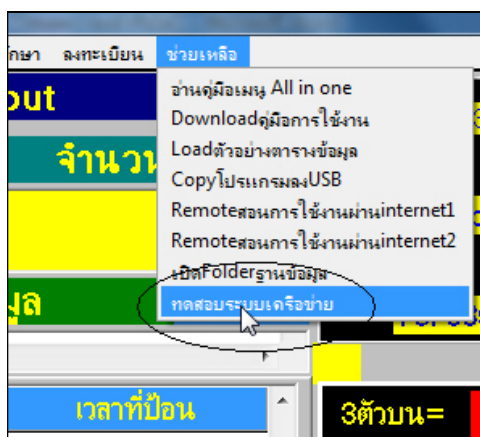 ลงทะเบียน ช่วยเหลือ
out
อ่านคู่มือเมนู All in one
Downloadคู่มือการใช้งาน
จำนวน
Loadตัวอย่างตารางข้อมูล
CopyโปรแกรมลงUSB
Remoteสอนการใช้งานผ่านinternet1
Remoteสอนการใช้งานผ่านinternet2
เปิดFolderฐานข้อมูล
ทดสอบระบบเครือข่าย
มูล
เวลาที่ป้อน
3ตัวบน=